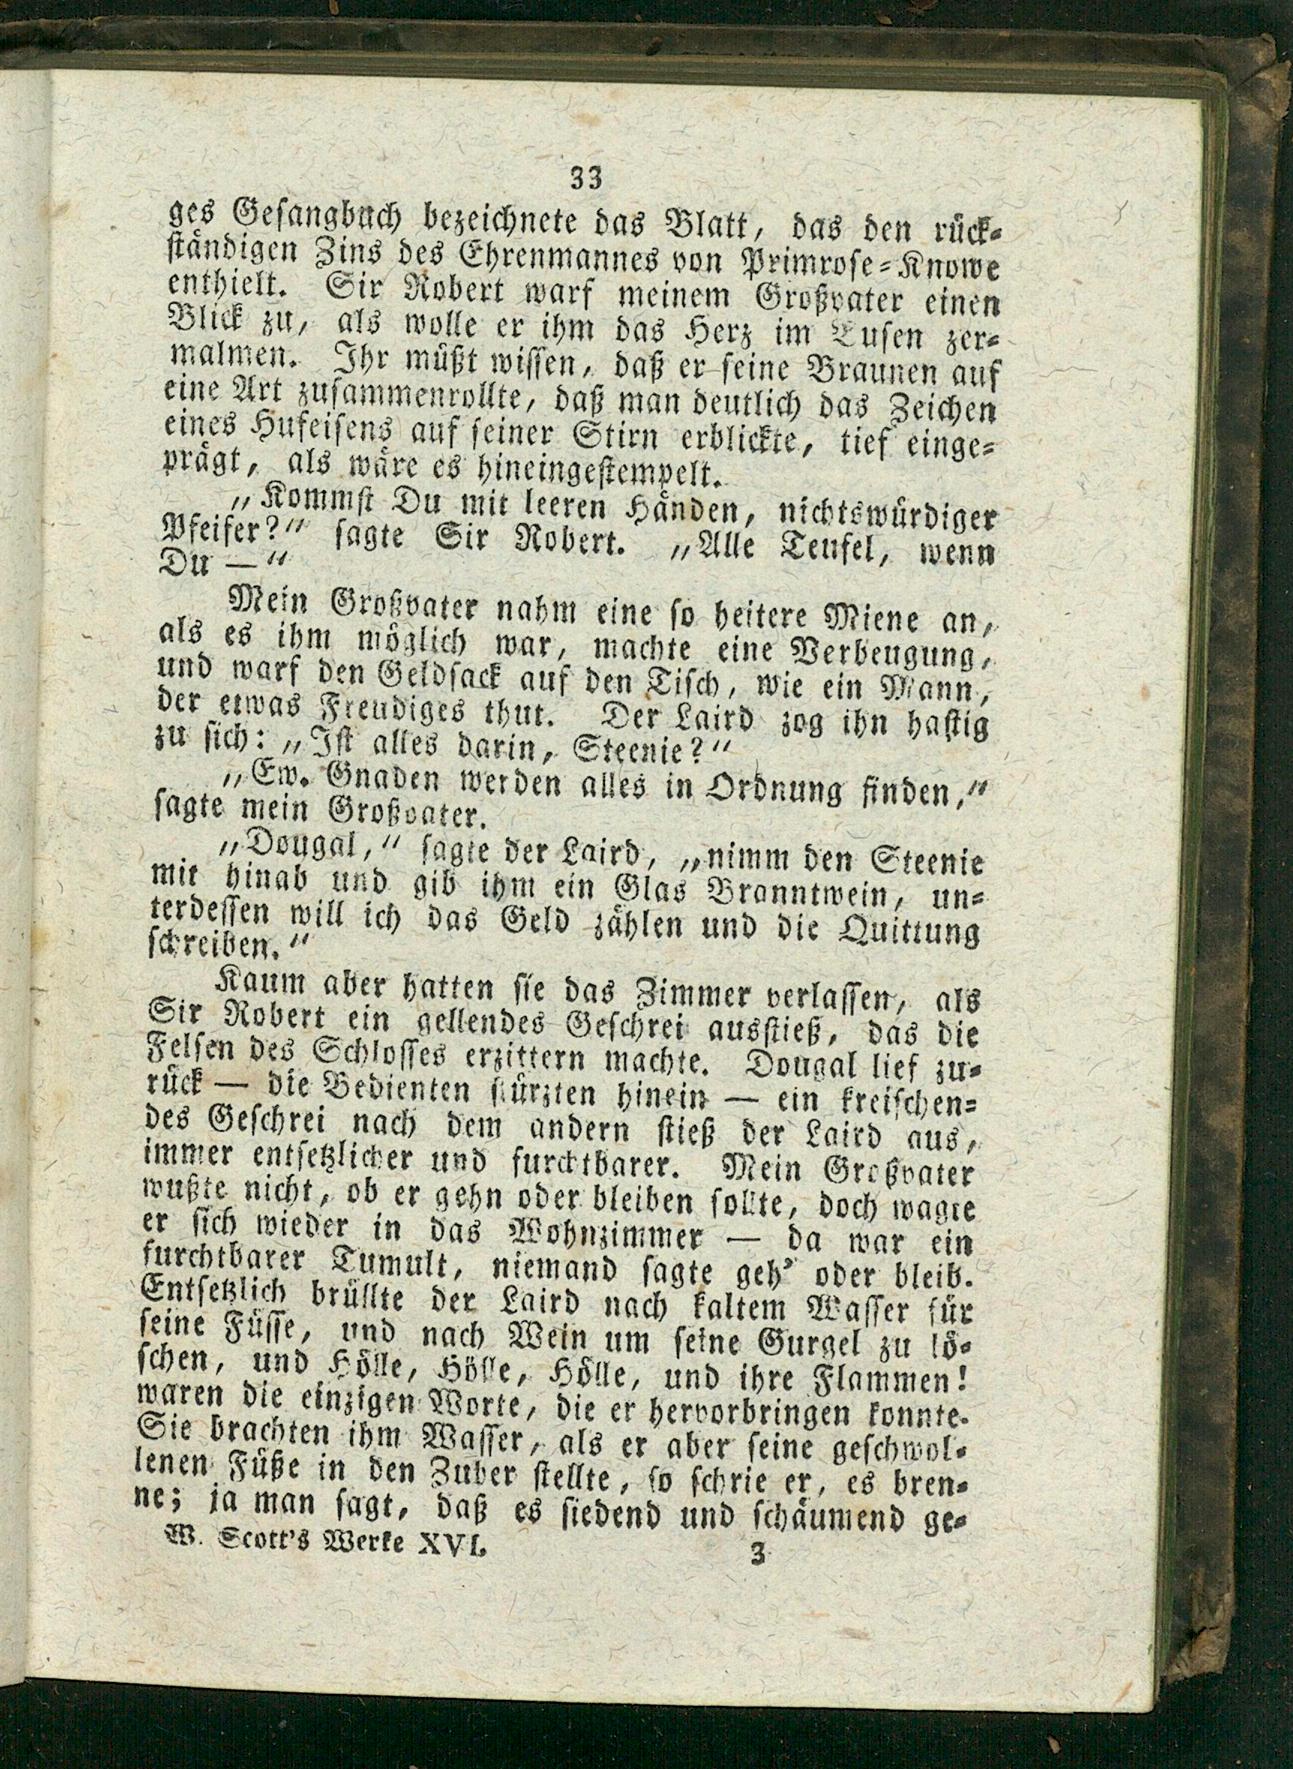 33
ges Gesangbuch bezeichnete das Blatt, das den rück-
ständigen Zins des Ehrenmannes von Primrose-Knowe
enthielt. Sir Robert warf meinem Großvater einen
Blick zu, als wolle er ihm das Herz im Busen zer-
malmen. Ihr müßt wissen, daß er seine Braunen auf
eine Art zusammenrollte, daß man deutlich das Zeichen
eines Hufeisens auf seiner Stirn erblickte, tief einge-
prägt, als wäre es hineingestempelt.
„Kommst Du mit leeren Händen, nichtswürdiger
Pfeifer?“ sagte Sir Robert. „Alle Teufel, wenn
Du —“
Mein Großvater nahm eine so heitere Miene an,
als es ihm möglich war, machte eine Verbeugung,
und warf den Geldsack auf den Tisch, wie ein Mann,
der etwas Freudiges thut. Der Laird zog ihn hastig
zu sich: „Ist alles darin, Steenie?“
„Ew. Gnaden werden alles in Ordnung finden,“
sagte mein Großvater.
„Dougal,“ sagte der Laird, „nimm den Steenie
mit hinab und gib ihm ein Glas Branntwein, un-
terdessen will ich das Geld zählen und die Quittung
schreiben.“
Kaum aber hatten sie das Zimmer verlassen, als
Sir Robert ein gellendes Geschrei ausstieß, das die
Felsen des Schlosses erzittern machte. Dougal lief zu-
rück — die Bedienten stürzten hinein — ein kreischen-
des Geschrei nach dem andern stieß der Laird aus,
immer entsetzlicher und furchtbarer. Mein Großvater
wußte nicht, ob er gehn oder bleiben sollte, doch wagte
er sich wieder in das Wohnzimmer — da war ein
furchtbarer Tumult, niemand sagte geh’ oder bleib.
Entsetzlich brüllte der Laird nach kaltem Wasser für
seine Füsse, und nach Wein um seine Gurgel zu lö-
schen, und Hölle, Hölle, Hölle, und ihre Flammen!
waren die einzigen Worte, die er hervorbringen konnte.
Sie brachten ihm Wasser, als er aber seine geschwol-
lenen Füße in den Zuber stellte, so schrie er, es bren-
ne; ja man sagt, daß es siedend und schäumend ge-
W. Scott's Werke XVI. 3